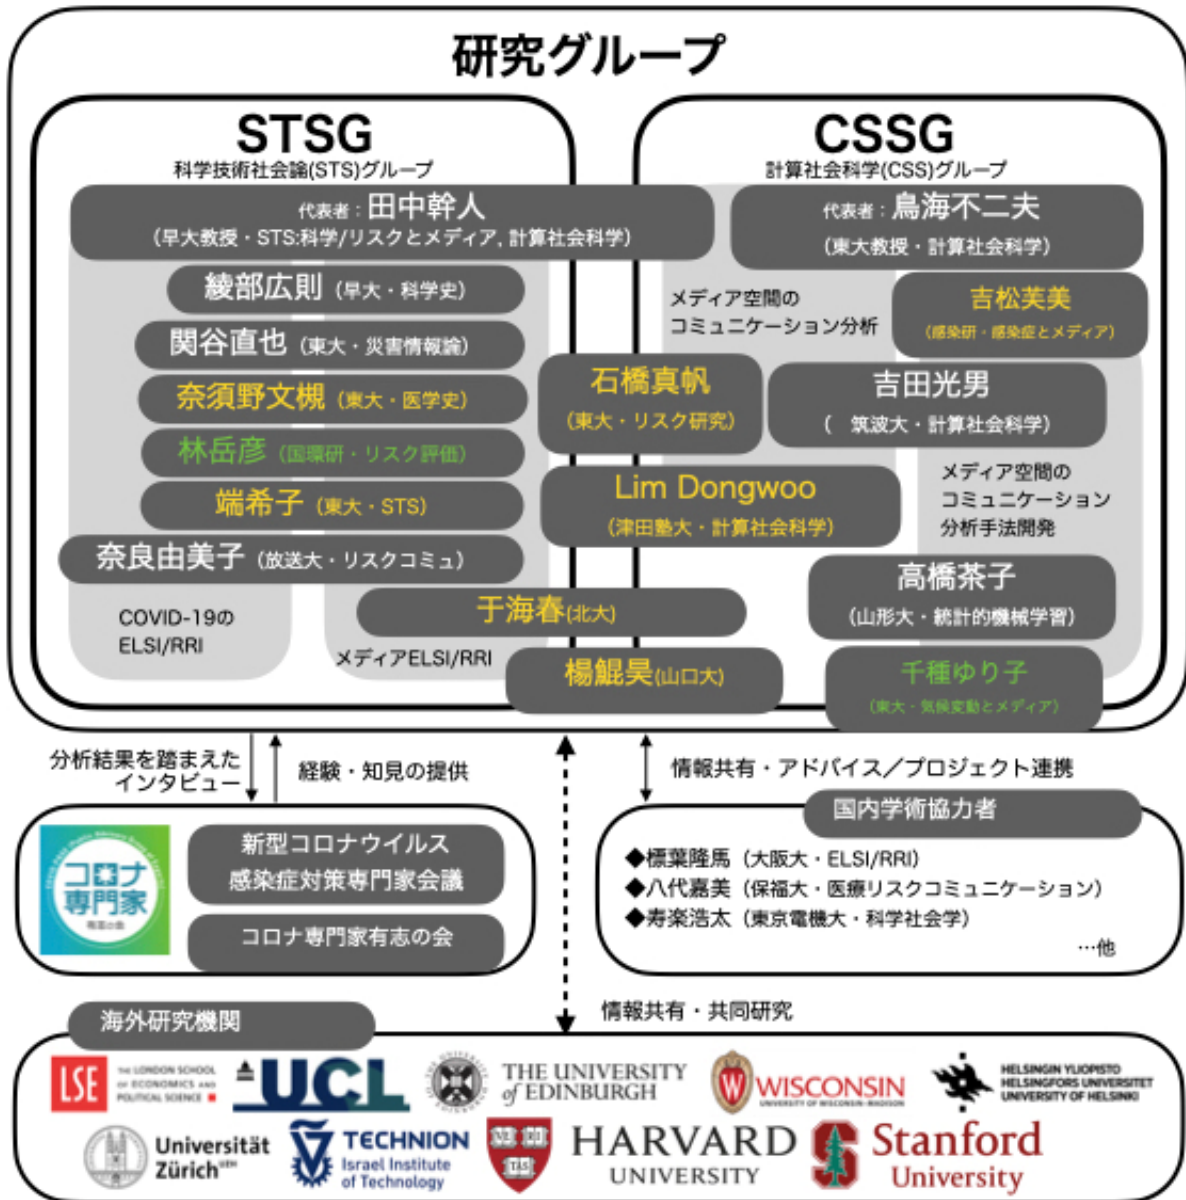 研究グループ
STSG
科学技術社会論(STS)グループ
代表者：田中幹人
（早大教授・STS:科学/リスクとメディア, 計算社会科学）
綾部広則（早大・科学史）
関谷直也（東大・災害情報論）
奈須野文槻（東大・医学史）
林岳彦（国環研・リスク評価）
端希子（東大・STS）
奈良由美子（放送大・リスクコミュ）
COVID-19の
ELSI/RRI
メディアELSI/RRI
于海春(北大)
楊鯤昊(山口大)
石橋真帆
（東大・リスク研究）
Lim Dongwoo
（津田塾大・計算社会科学）
CSSG
計算社会科学(CSS)グループ
代表者：鳥海不二夫
（東大教授・計算社会科学）
メディア空間の
コミュニケーション分析
吉松芙美
（感染研・感染症とメディア）
吉田光男
（ 筑波大・計算社会科学）
メディア空間の
コミュニケーション
分析手法開発
高橋茶子
（山形大・統計的機械学習）
千種ゆり子
（東大・気候変動とメディア）
分析結果を踏まえた
インタビュー
経験・知見の提供
情報共有・アドバイス／プロジェクト連携
コロナ
専門家
有志の会
新型コロナウイルス
感染症対策専門家会議
コロナ専門家有志の会
国内学術協力者
◆標葉隆馬（大阪大・ELSI/RRI）
◆八代嘉美（保福大・医療リスクコミュニケーション）
◆寿楽浩太（東京電機大・科学社会学）
…他
情報共有・共同研究
海外研究機関
LSE
THE LONDON SCHOOL
OF ECONOMICS AND
POLITICAL SCIENCE
UCL
THE UNIVERSITY
of EDINBURGH
W
WISCONSIN
UNIVERSITY OF WISCONSIN-MADISON
HELSINGIN YLIOPISTO
HELSINGFORS UNIVERSITET
UNIVERSITY OF HELSINKI
Universität
Zürich UZH
TECHNION
Israel Institute
of Technology
VE RI
TAS
HARVARD
UNIVERSITY
S
Stanford
University